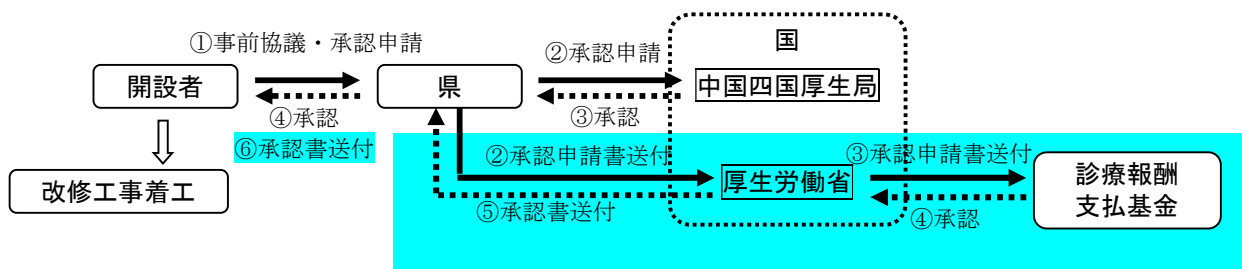 ①事前協議・承認申請
②承認申請
国
開設者
県
中国四国厚生局
④承認
③承認
⑥承認書送付
②承認申請書送付
③承認申請書送付
改修工事着工
厚生労働省
診療報酬
支払基金
⑤承認書送付
④承認